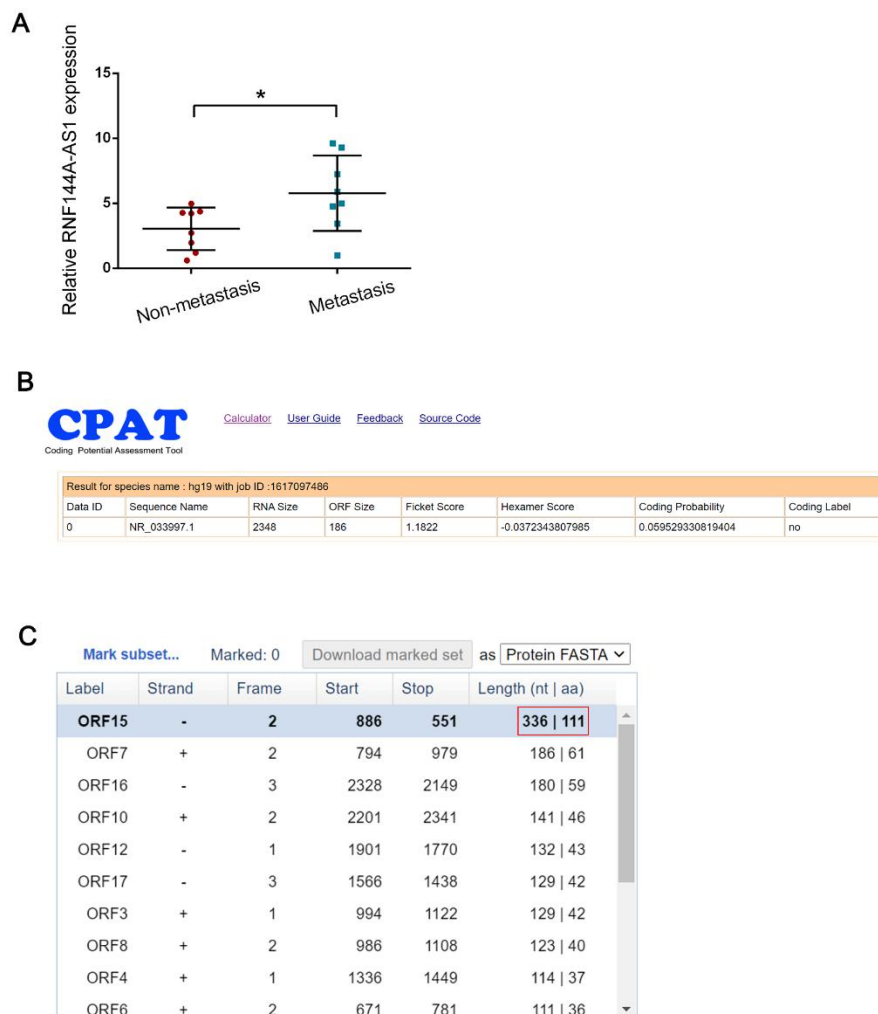 A
Relative RNF144A-AS1 expression
15
10
5
0
*
Non-metastasis
Metastasis
B
CPAT
Coding Potential Assessment Tool
Calculator User Guide Feedback Source Code
Result for species name : hg19 with job ID :1617097486
Data ID Sequence Name RNA Size ORF Size Ficket Score Hexamer Score Coding Probability Coding Label
0 NR_033997.1 2348 186 1.1822 -0.0372343807985 0.059529330819404 no
C
Mark subset... Marked: 0 Download marked set as Protein FASTA
Label Strand Frame Start Stop Length (nt | aa)
ORF15 - 2 886 551 336 | 111
ORF7 + 2 794 979 186 | 61
ORF16 - 3 2328 2149 180 | 59
ORF10 + 2 2201 2341 141 | 46
ORF12 - 1 1901 1770 132 | 43
ORF17 - 3 1566 1438 129 | 42
ORF3 + 1 994 1122 129 | 42
ORF8 + 2 986 1108 123 | 40
ORF4 + 1 1336 1449 114 | 37
ORF6 + 2 671 781 111 | 36